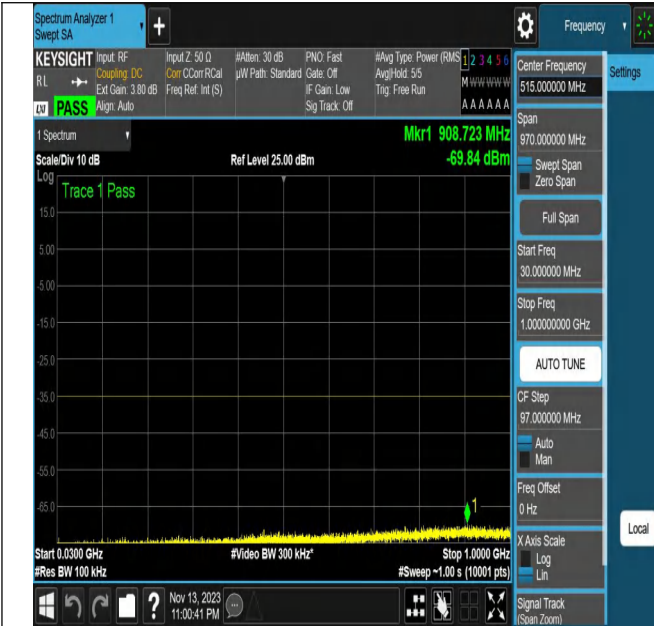 Spectrum Analyzer 1
Swept SA
+
Frequency
KEYSIGHT
RL
PASS
Input: RF
Coupling: DC
Ext Gain: 3.80 dB
Align: Auto
Input Z: 50 Ω
Corr CCorr RCal
Freq Ref: Int (S)
#Atten: 30 dB
µW Path: Standard
PNO: Fast
Gate: Off
IF Gain: Low
Sig Track: Off
#Avg Type: Power (RMS
Avg|Hold: 5/5
Trig: Free Run
1 2 3 4 5 6
M W W W W W
A A A A A A
1 Spectrum
Scale/Div 10 dB
Log
Ref Level 25.00 dBm
Mkr1 908.723 MHz
-69.84 dBm
Trace 1 Pass
15.0
5.00
-5.00
-15.0
-25.0
-35.0
-45.0
-55.0
-65.0
1
Start 0.0300 GHz
#Res BW 100 kHz
#Video BW 300 kHz*
Stop 1.0000 GHz
#Sweep ~1.00 s (10001 pts)
?
Nov 13, 2023
11:00:41 PM
Center Frequency
515.000000 MHz
Span
970.000000 MHz
Swept Span
Zero Span
Full Span
Start Freq
30.000000 MHz
Stop Freq
1.000000000 GHz
AUTO TUNE
CF Step
97.000000 MHz
Auto
Man
Freq Offset
0 Hz
X Axis Scale
Log
Lin
Signal Track
(Span Zoom)
Settings
Local